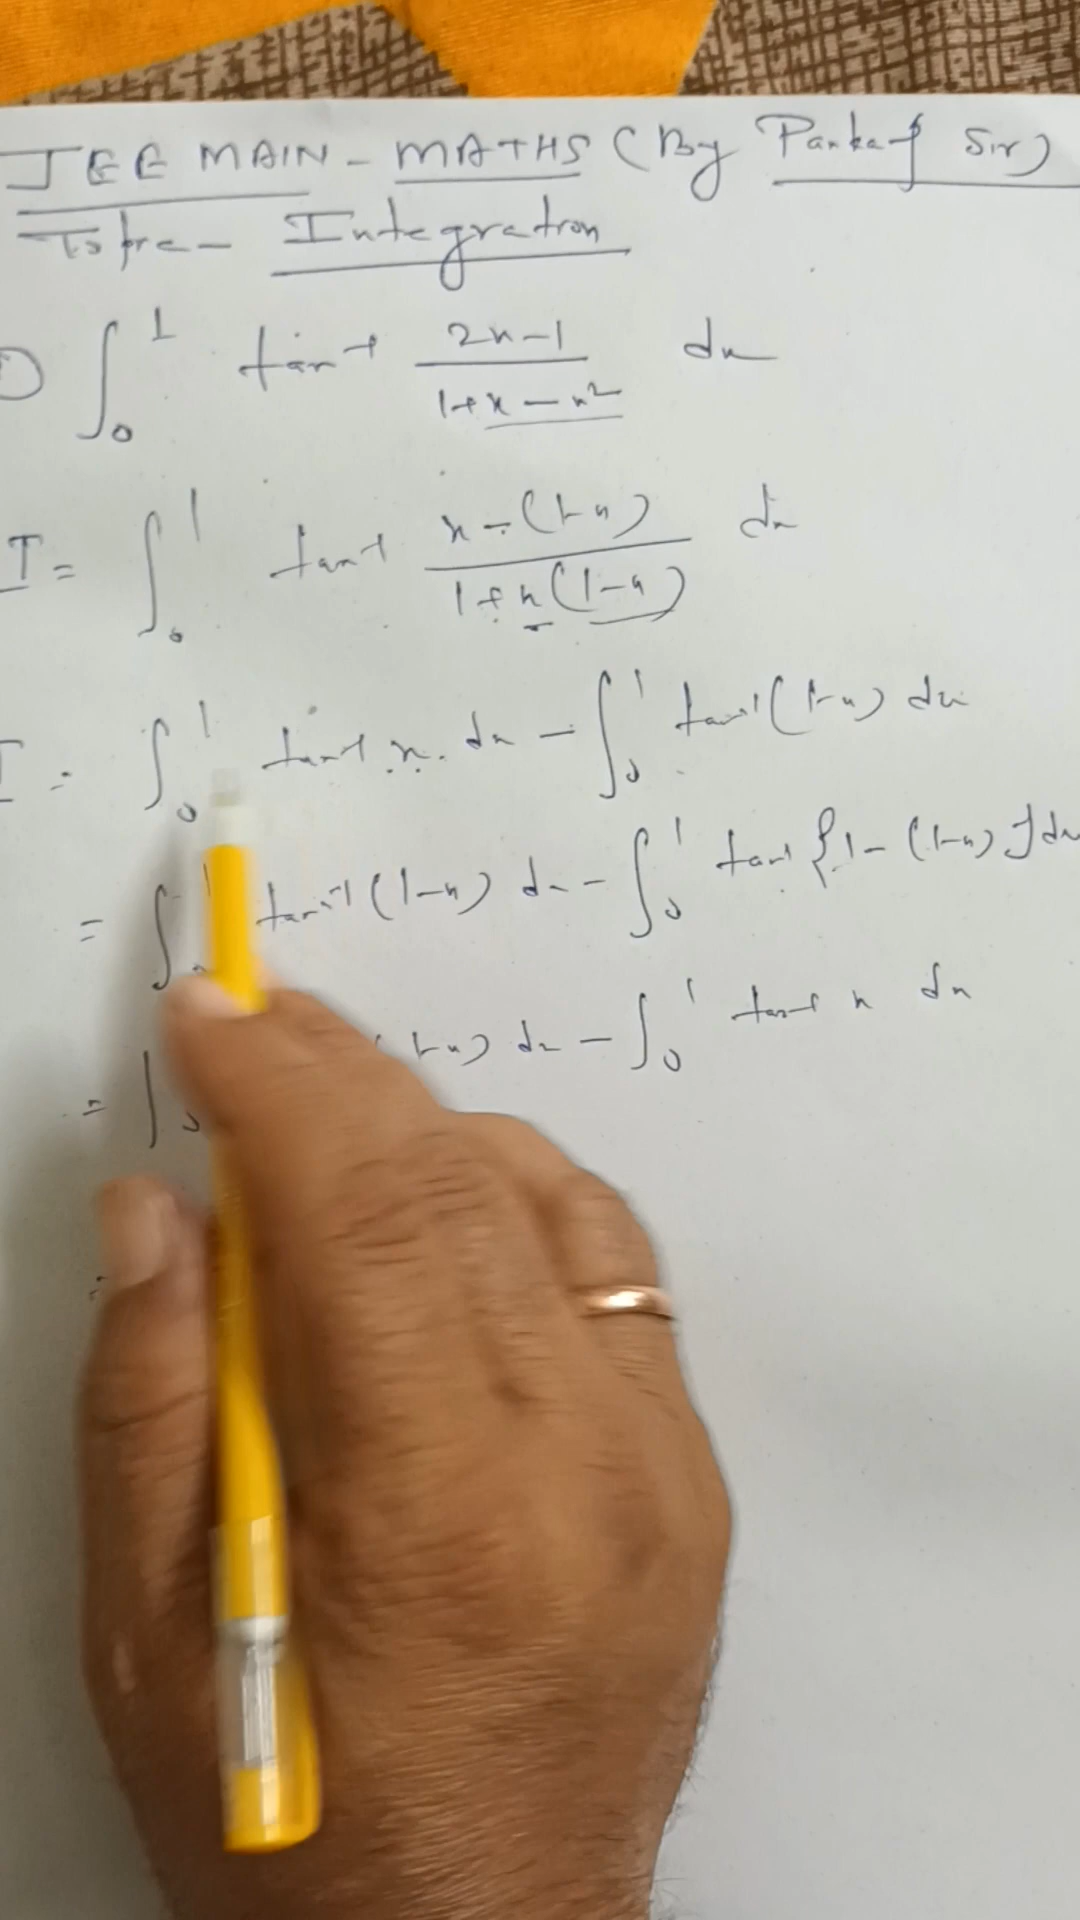 JEE MAIN - MATHS (By Pankaj Sir)
Topic - Integration
1) ∫₀¹ tan⁻¹ (2x-1)/(1+x-x²) dx
I = ∫₀¹ tan⁻¹ (x-(1-x))/(1+x(1-x)) dx
I = ∫₀¹ tan⁻¹ x. dx - ∫₀¹ tan⁻¹(1-x) dx
= ∫₀¹ tan⁻¹(1-x) dx - ∫₀¹ tan⁻¹{1-(1-x)}dx
= ∫₀ (1-x) dx - ∫₀¹ tan⁻¹ x dx
=